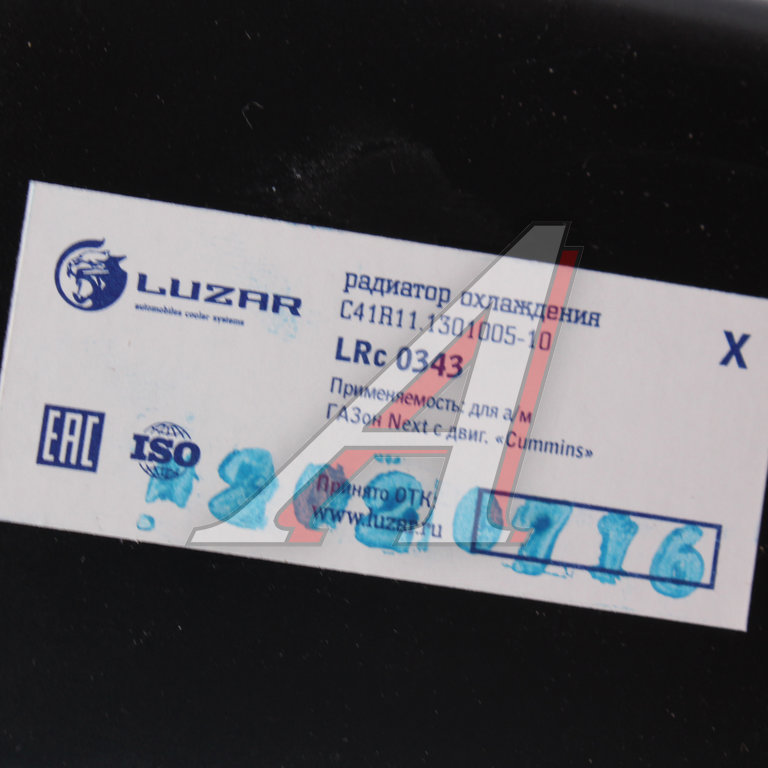 LUZAR
automobiles cooler systems
радиатор охлаждения
C41R11.1301005-10
LRc 0343
X
Применяемость: для а/м
ГАЗон Next с двиг. «Cummins»
EAC
ISO
Принято ОТК:
www.luzar.ru
716